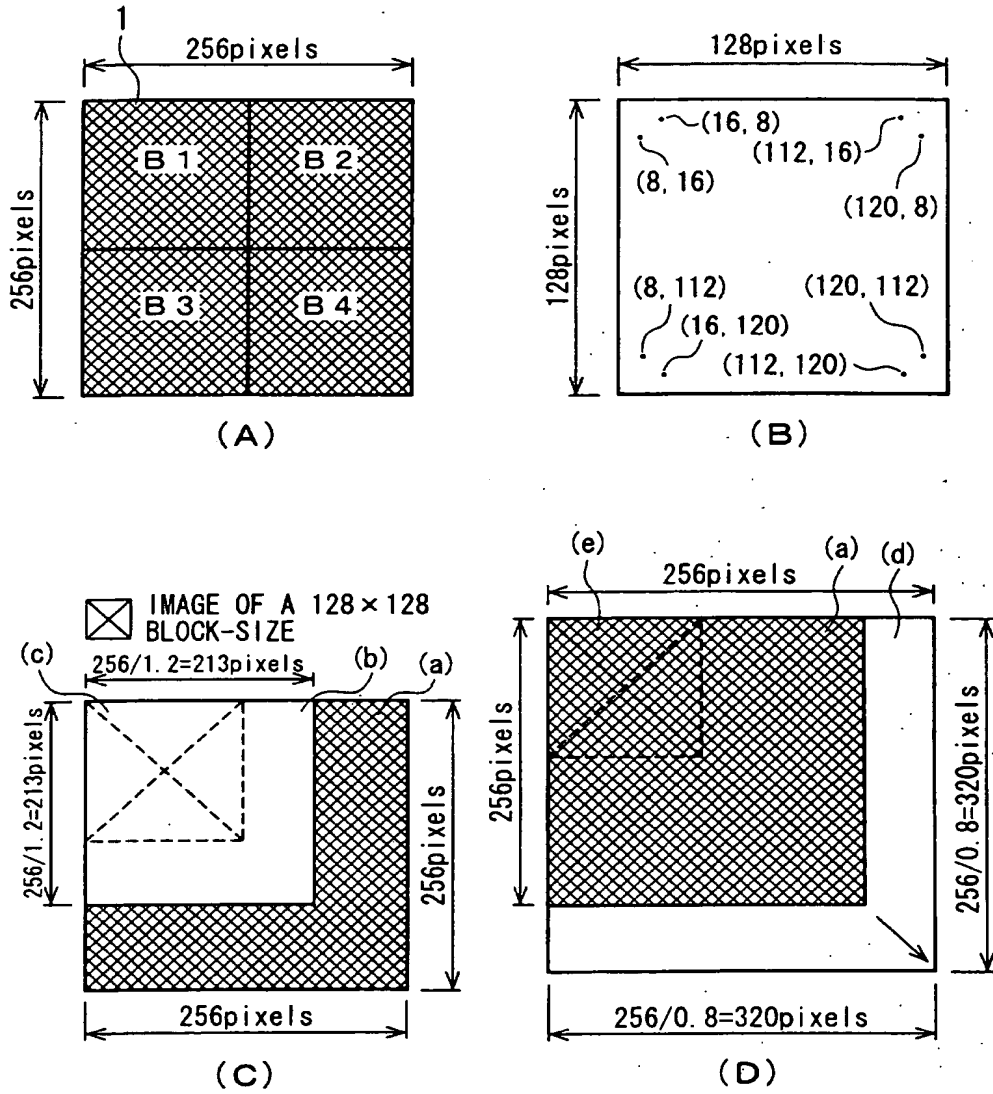 1
256pixels
256pixels
B1
B2
B3
B4
(A)
128pixels
128pixels
(16, 8)
(112, 16)
(8, 16)
(120, 8)
(8, 112)
(120, 112)
(16, 120)
(112, 120)
(B)
IMAGE OF A 128×128
BLOCK-SIZE
(c)
256/1.2=213pixels
(b)
(a)
256/1.2=213pixels
256pixels
256pixels
(C)
(e)
(a)
(d)
256pixels
256pixels
256/0.8=320pixels
256/0.8=320pixels
(D)